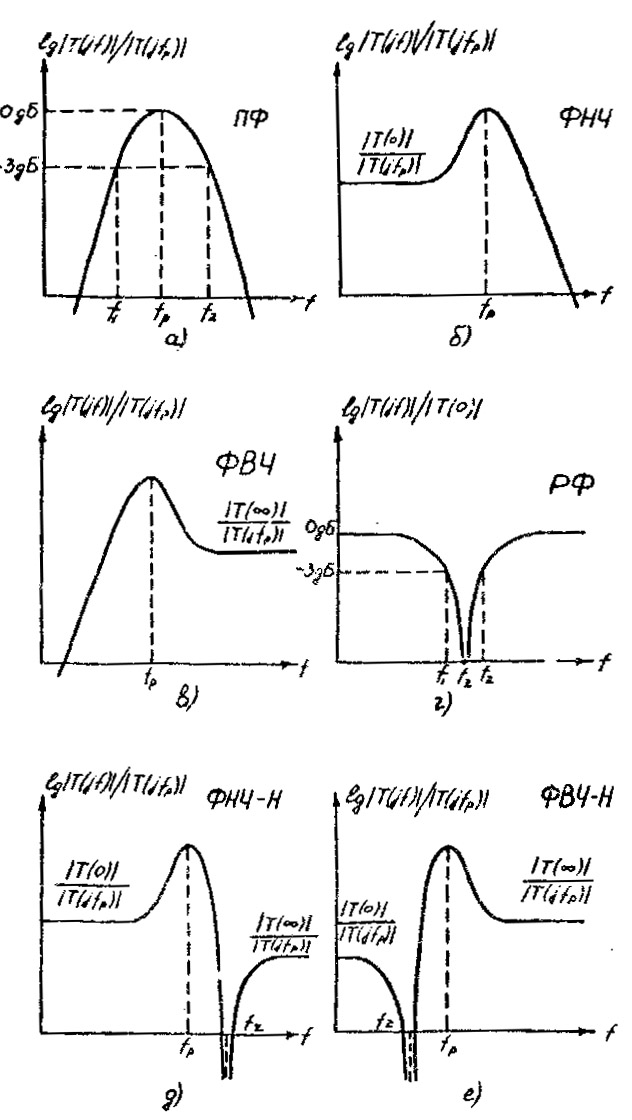 lg|T(jf)|/|T(jfp)|
0дБ
ПФ
-3дБ
f₁ fp f₂ f
а)
lg|T(jf)|/|T(jfp)|
ФНЧ
|T(0)|
|T(jfp)|
fp f
б)
lg|T(jf)|/|T(jfp)|
ФВЧ
|T(∞)|
|T(jfp)|
fp f
в)
lg|T(jf)|/|T(0)|
РФ
0дБ
-3дБ
f₁ fz f₂ f
г)
lg|T(jf)|/|T(jfp)|
ФНЧ-Н
|T(0)|
|T(jfp)|
|T(∞)|
|T(jfp)|
fz
fp f
д)
lg|T(jf)|/|T(jfp)|
ФВЧ-Н
|T(∞)|
|T(jfp)|
|T(0)|
|T(jfp)|
fz
fp f
е)